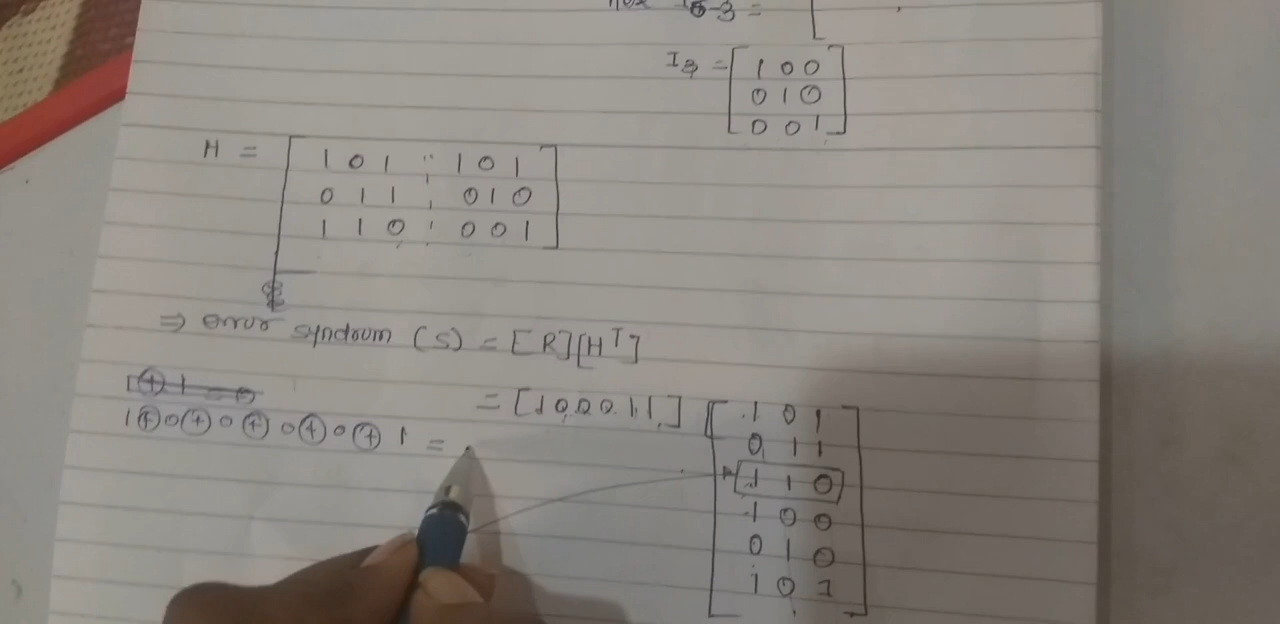 I3 = [ 1 0 0
0 1 0
0 0 1 ]
H = [ 1 0 1 : 1 0 1
0 1 1 : 0 1 0
1 1 0 : 0 0 1 ]
⇒ error syndrom (S) = [R][H^T]
= [1 0 0 0 1 1] [ 1 0 1
0 1 1
1 1 0
1 0 0
0 1 0
1 0 1 ]
1 ⊕ 0 ⊕ 0 ⊕ 0 ⊕ 0 ⊕ 1 =